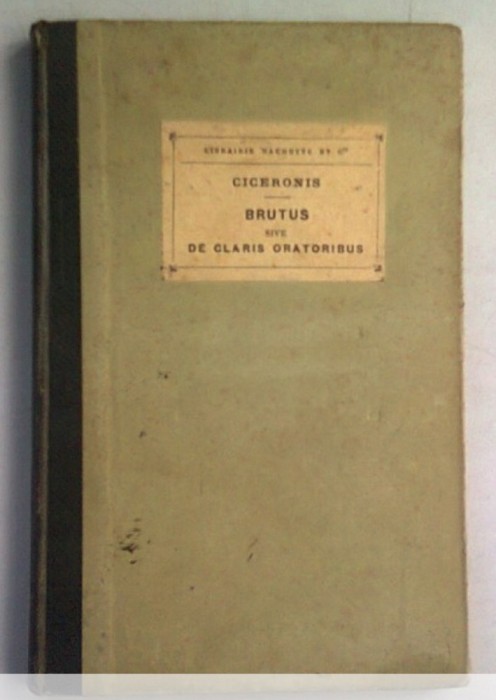 LIBRAIRIE HACHETTE ET Cie
CICERONIS
BRUTUS
SIVE
DE CLARIS ORATORIBUS